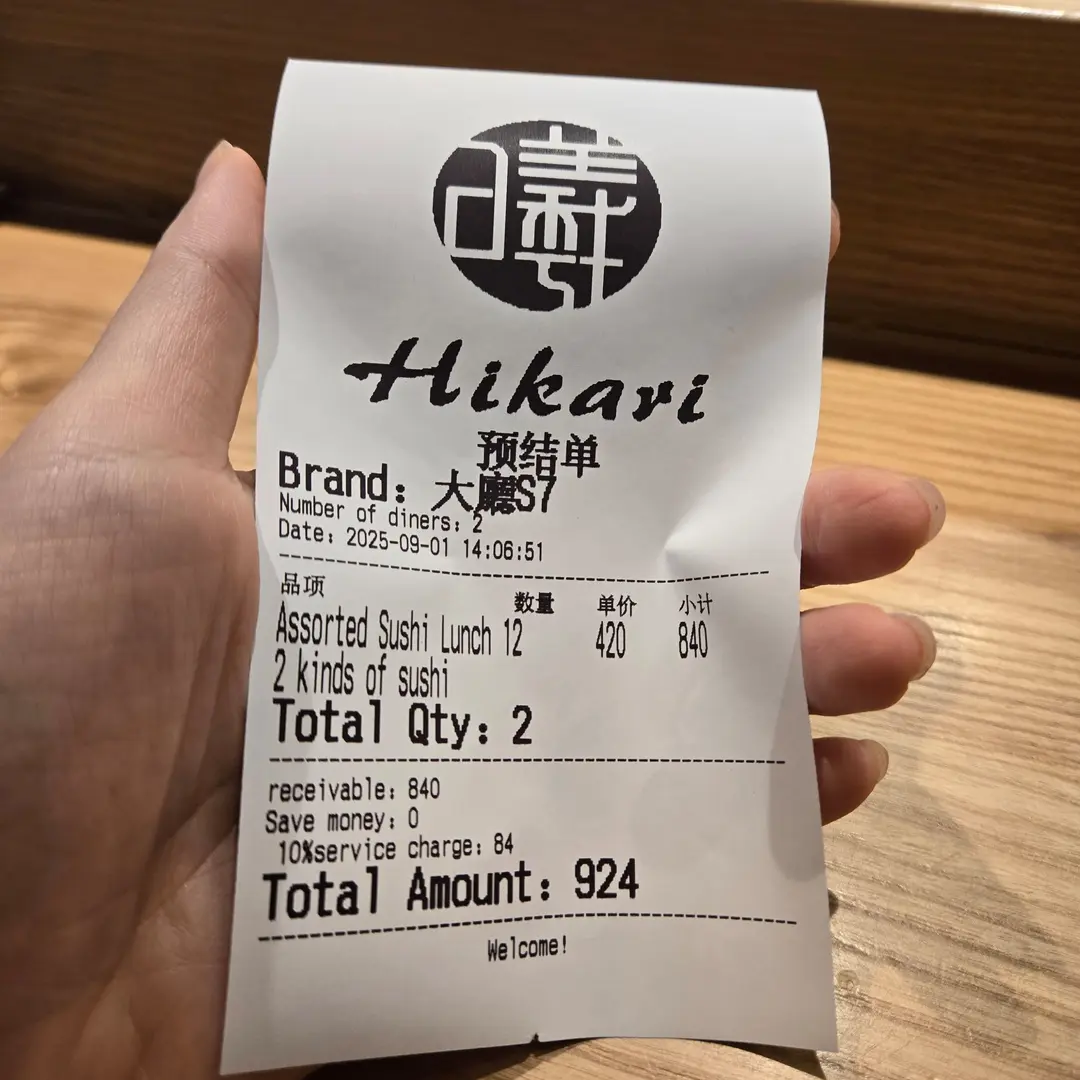 曦
Hikari
预结单
Brand: 大廳S7
Number of diners: 2
Date: 2025-09-01 14:06:51
品项 数量 单价 小计
Assorted Sushi Lunch 12 420 840
2 kinds of sushi
Total Qty: 2
receivable: 840
Save money: 0
10%service charge: 84
Total Amount: 924
Welcome!